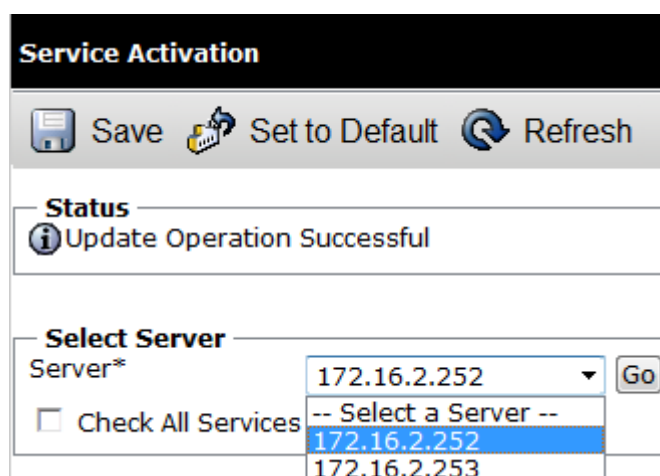 Service Activation
Save Set to Default Refresh
Status
Update Operation Successful
Select Server
Server* 172.16.2.252 Go
Check All Services -- Select a Server --
172.16.2.252
172.16.2.253